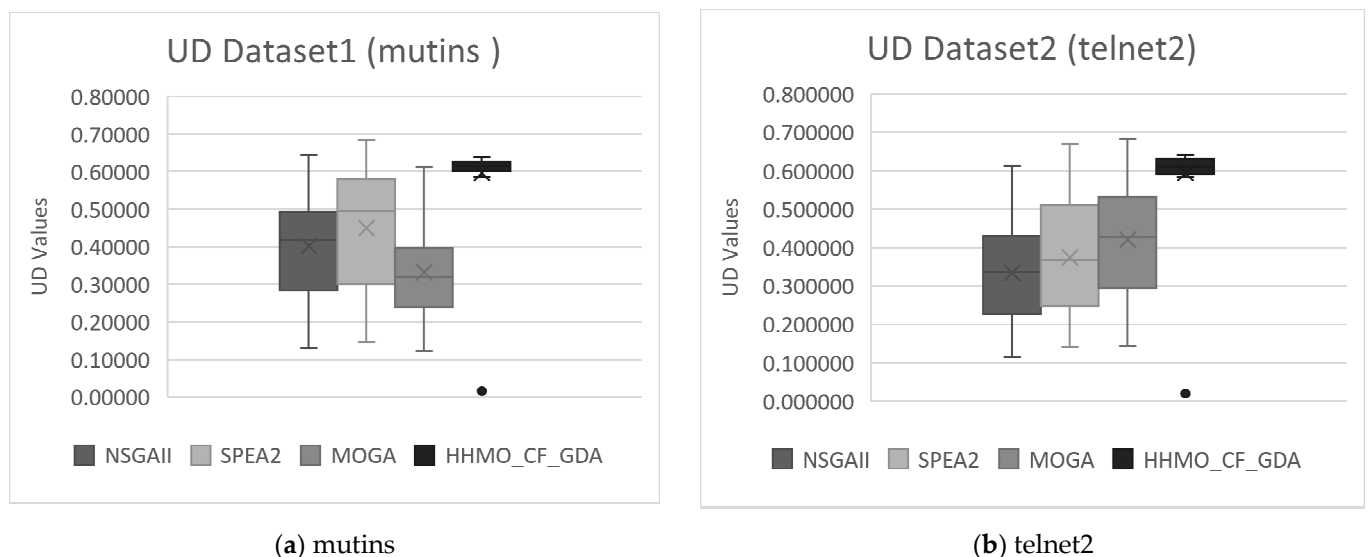 UD Dataset1 (mutins )
0.80000
0.70000
0.60000
0.50000
0.40000
0.30000
0.20000
0.10000
0.00000
UD Values
NSGAII SPEA2 MOGA HHMO_CF_GDA
(a) mutins
UD Dataset2 (telnet2)
0.800000
0.700000
0.600000
0.500000
0.400000
0.300000
0.200000
0.100000
0.000000
UD Values
NSGAII SPEA2 MOGA HHMO_CF_GDA
(b) telnet2